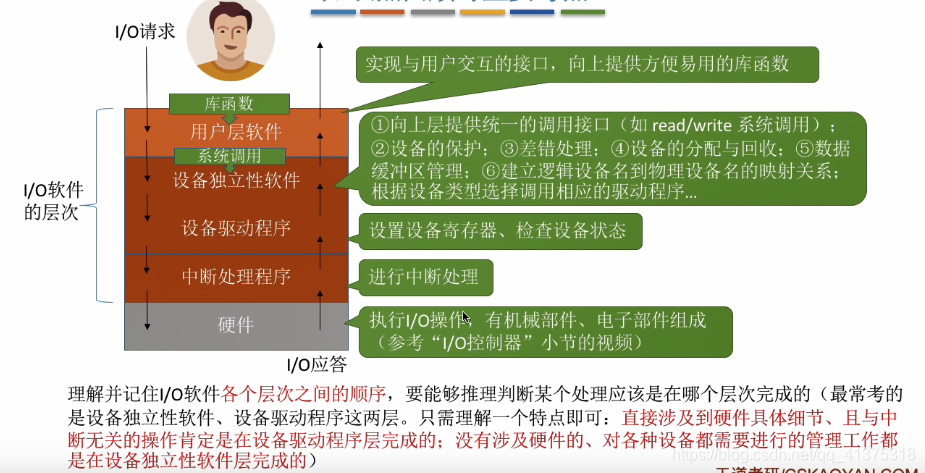 I/O请求
实现与用户交互的接口，向上提供方便易用的库函数
库函数
用户层软件
系统调用
①向上层提供统一的调用接口（如 read/write 系统调用）；
②设备的保护；③差错处理；④设备的分配与回收；⑤数据
缓冲区管理；⑥建立逻辑设备名到物理设备名的映射关系；
根据设备类型选择调用相应的驱动程序...
设备独立性软件
I/O软件
的层次
设备驱动程序
设置设备寄存器、检查设备状态
中断处理程序
进行中断处理
硬件
执行I/O操作，有机械部件、电子部件组成
（参考“I/O控制器”小节的视频）
I/O应答
理解并记住I/O软件各个层次之间的顺序，要能够推理判断某个处理应该是在哪个层次完成的（最常考的
是设备独立性软件、设备驱动程序这两层。只需理解一个特点即可：直接涉及到硬件具体细节、且与中
断无关的操作肯定是在设备驱动程序层完成的；没有涉及硬件的、对各种设备都需要进行的管理工作都
是在设备独立性软件层完成的）
https://blog.csdn.net/qq_41375318
王道考研/CSKAOYAN.COM